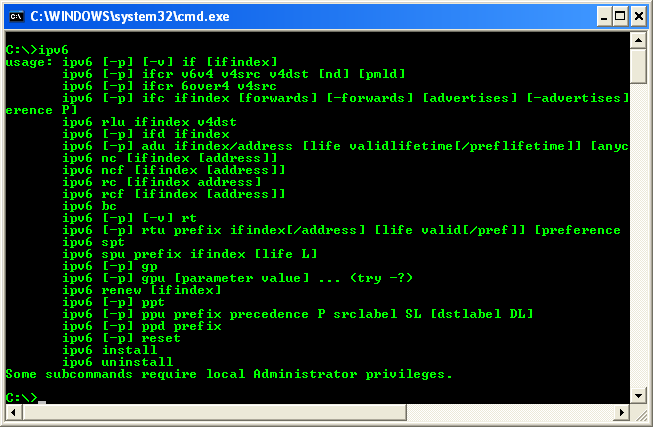 C:\WINDOWS\system32\cmd.exe
C:\>ipv6
usage: ipv6 [-p] [-v] if [ifindex]
ipv6 [-p] ifcr v6v4 v4src v4dst [nd] [pmld]
ipv6 [-p] ifcr 6over4 v4src
ipv6 [-p] ifc ifindex [forwards] [-forwards] [advertises] [-advertises]
erence P]
ipv6 rlu ifindex v4dst
ipv6 [-p] ifd ifindex
ipv6 [-p] adu ifindex/address [life validlifetime[/preflifetime]] [anyc
ipv6 nc [ifindex [address]]
ipv6 ncf [ifindex [address]]
ipv6 rc [ifindex address]
ipv6 rcf [ifindex [address]]
ipv6 bc
ipv6 [-p] [-v] rt
ipv6 [-p] rtu prefix ifindex[/address] [life valid[/pref]] [preference
ipv6 spt
ipv6 spu prefix ifindex [life L]
ipv6 [-p] gp
ipv6 [-p] gpu [parameter value] ... (try -?)
ipv6 renew [ifindex]
ipv6 [-p] ppt
ipv6 [-p] ppu prefix precedence P srclabel SL [dstlabel DL]
ipv6 [-p] ppd prefix
ipv6 [-p] reset
ipv6 install
ipv6 uninstall
Some subcommands require local Administrator privileges.
C:\>_